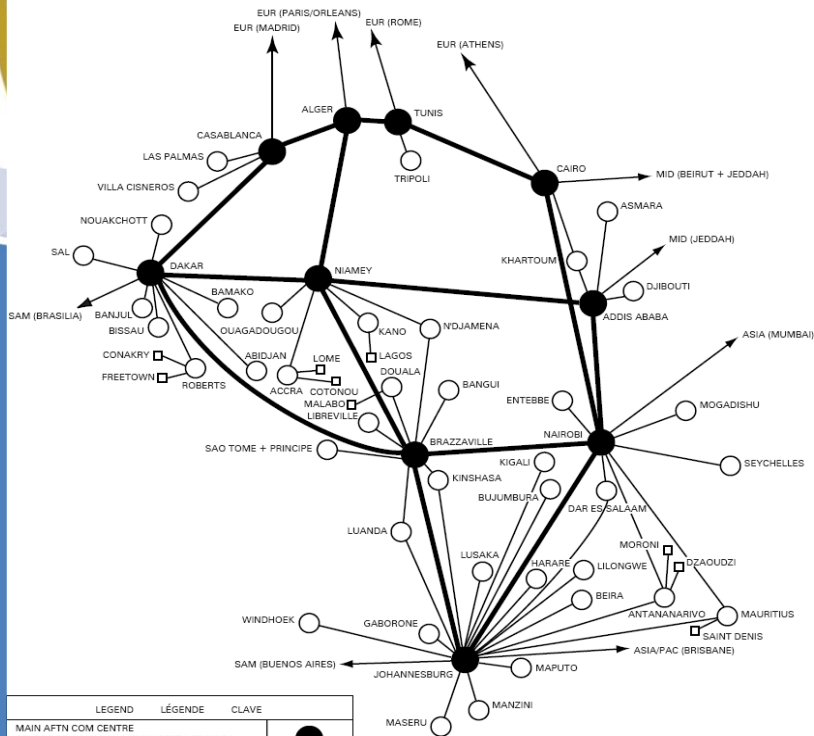 EUR (PARIS/ORLEANS)
EUR (ROME)
EUR (MADRID)
EUR (ATHENS)
ALGER
TUNIS
CASABLANCA
LAS PALMAS
TRIPOLI
CAIRO
MID (BEIRUT + JEDDAH)
VILLA CISNEROS
ASMARA
NOUAKCHOTT
MID (JEDDAH)
SAL
DAKAR
NIAMEY
KHARTOUM
DJIBOUTI
BAMAKO
SAM (BRASILIA)
BANJUL
ADDIS ABABA
BISSAU
OUAGADOUGOU
KANO
N'DJAMENA
ASIA (MUMBAI)
CONAKRY
ABIDJAN
LOME
LAGOS
FREETOWN
ROBERTS
ACCRA
COTONOU
DOUALA
BANGUI
MALABO
LIBREVILLE
ENTEBBE
MOGADISHU
NAIROBI
BRAZZAVILLE
SAO TOME + PRINCIPE
KIGALI
SEYCHELLES
KINSHASA
BUJUMBURA
DAR ES SALAAM
LUANDA
MORONI
LUSAKA
HARARE
LILONGWE
DZAOUDZI
BEIRA
ANTANANARIVO
MAURITIUS
WINDHOEK
GABORONE
SAINT DENIS
ASIA/PAC (BRISBANE)
SAM (BUENOS AIRES)
JOHANNESBURG
MAPUTO
MANZINI
MASERU
LEGEND LÉGENDE CLAVE
MAIN AFTN COM CENTRE